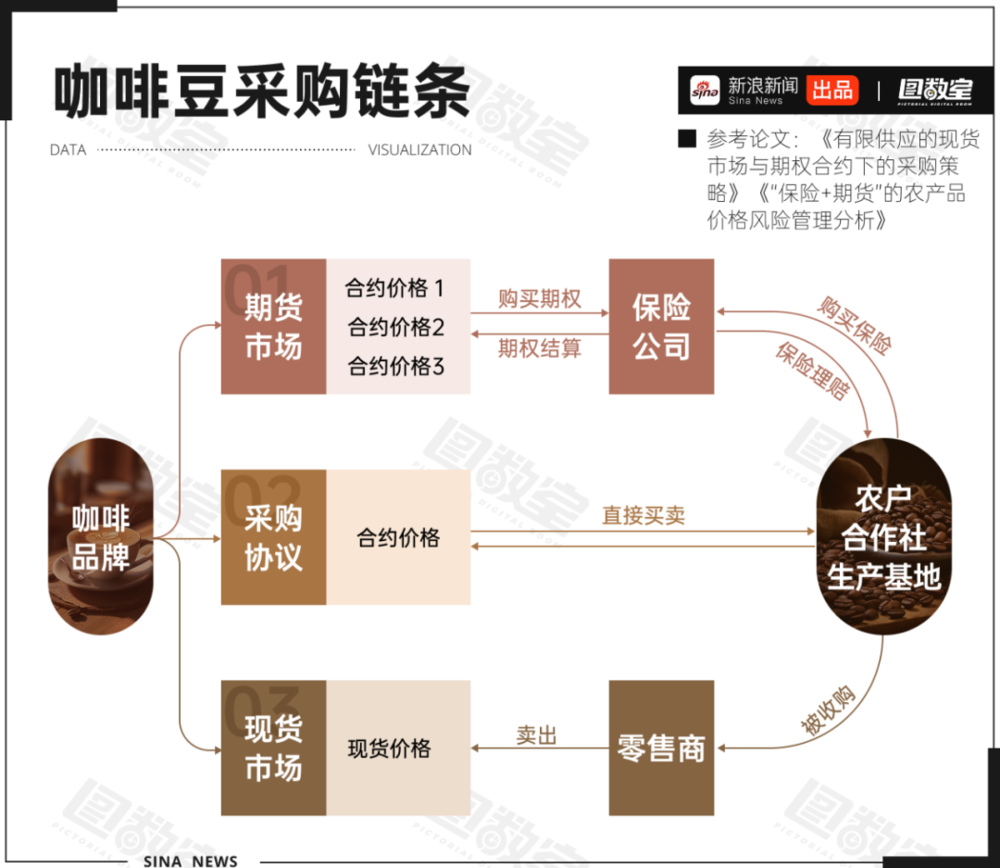 咖啡豆采购链条
DATA
VISUALIZATION
sina
新浪新闻
Sina News
出品
图数室
PICTORIAL DIGITAL ROOM
参考论文：《有限供应的现货
市场与期权合约下的采购策
略》《“保险+期货”的农产品
价格风险管理分析》
01
期货
市场
合约价格 1
合约价格2
合约价格3
购买期权
期权结算
保险
公司
购买保险
保险理赔
咖啡
品牌
02
采购
协议
合约价格
直接买卖
农户
合作社
生产基地
03
现货
市场
现货价格
卖出
零售商
被收购
SINA NEWS
图数室
PICTORIAL DIGITAL ROOM